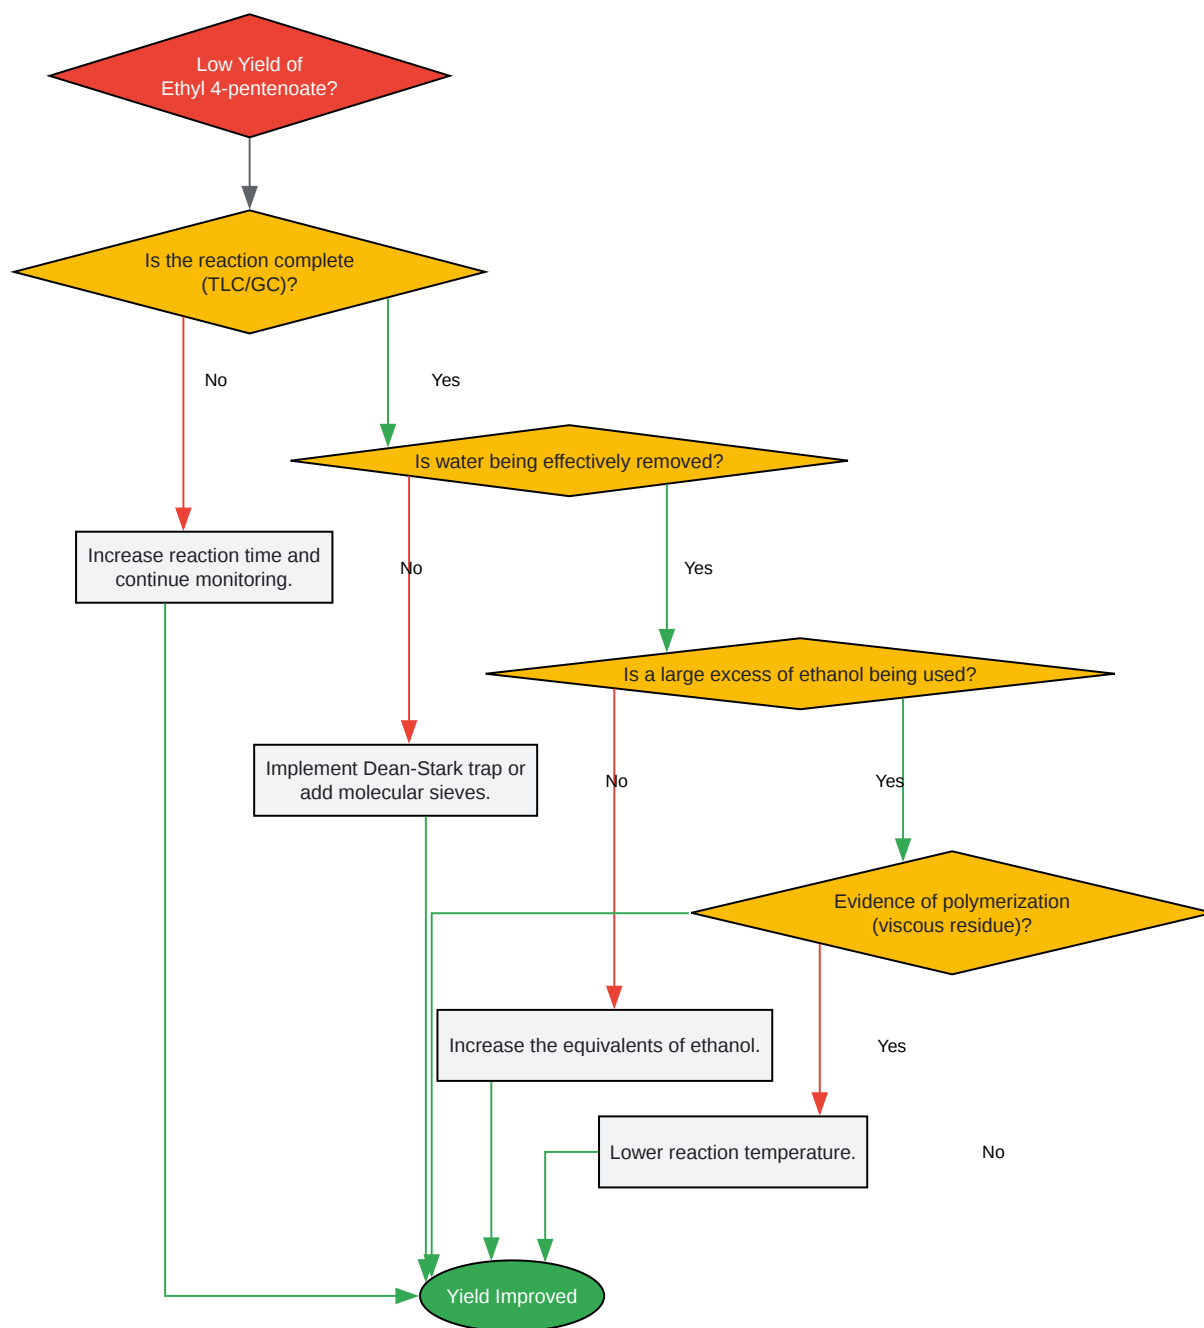 Low Yield of
Ethyl 4-pentenoate?
Is the reaction complete
(TLC/GC)?
No
Yes
Is water being effectively removed?
Increase reaction time and
continue monitoring.
No
Yes
Is a large excess of ethanol being used?
Implement Dean-Stark trap or
add molecular sieves.
No
Yes
Evidence of polymerization
(viscous residue)?
Increase the equivalents of ethanol.
Yes
Lower reaction temperature.
No
Yield Improved